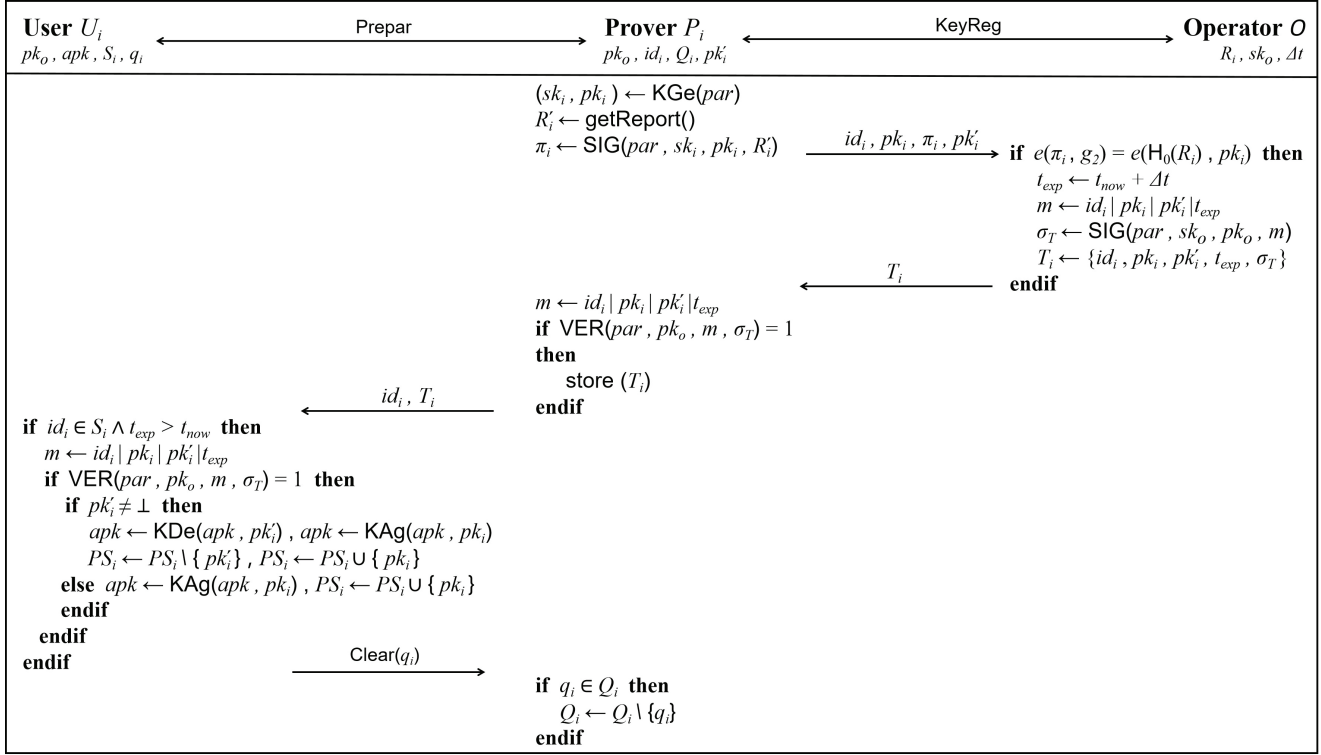 User U_i
Prepar
Prover P_i
KeyReg
Operator O
pk_o , apk , S_i , q_i
pk_o , id_i , Q_i , pk′_i
R_i , sk_o , Δt
(sk_i , pk_i ) ← KGe(par)
R′_i ← getReport()
π_i ← SIG(par , sk_i , pk_i , R′_i)
id_i , pk_i , π_i , pk′_i
if e(π_i , g_2) = e(H_0(R_i) , pk_i) then
t_exp ← t_now + Δt
m ← id_i | pk_i | pk′_i |t_exp
σ_T ← SIG(par , sk_o , pk_o , m)
T_i ← {id_i , pk_i , pk′_i , t_exp , σ_T }
endif
T_i
m ← id_i | pk_i | pk′_i |t_exp
if VER(par , pk_o , m , σ_T) = 1
then
store (T_i)
endif
id_i , T_i
if id_i ∈ S_i ∧ t_exp > t_now then
m ← id_i | pk_i | pk′_i |t_exp
if VER(par , pk_o , m , σ_T) = 1 then
if pk′_i ≠ ⊥ then
apk ← KDe(apk , pk′_i) , apk ← KAg(apk , pk_i)
PS_i ← PS_i \ { pk′_i} , PS_i ← PS_i ∪ { pk_i}
else apk ← KAg(apk , pk_i) , PS_i ← PS_i ∪ { pk_i}
endif
endif
endif
Clear(q_i)
if q_i ∈ Q_i then
Q_i ← Q_i \ {q_i}
endif